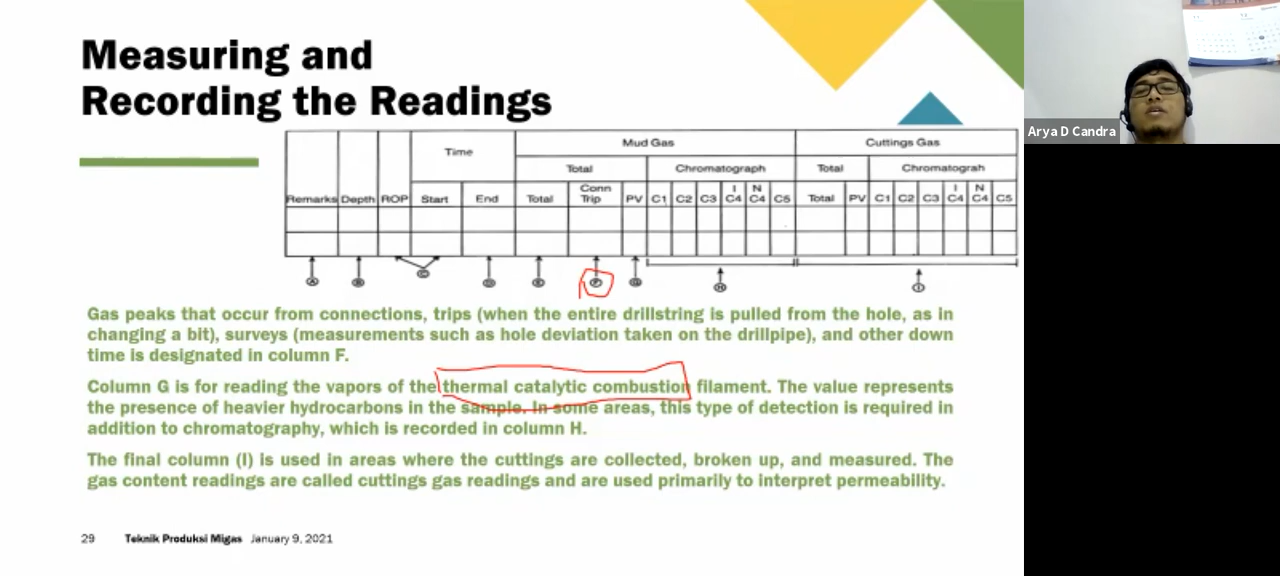 Measuring and
Recording the Readings
Arya D Candra
Mud Gas
Cuttings Gas
Time
Total
Chromatograph
Total
Chromatograh
Remarks Depth ROP Start End Total Conn Trip PV C1 C2 C3 I C4 N C4 C5 Total PV C1 C2 C3 I C4 N C4 C5
A B C D E F G H I
Gas peaks that occur from connections, trips (when the entire drillstring is pulled from the hole, as in
changing a bit), surveys (measurements such as hole deviation taken on the drillpipe), and other down
time is designated in column F.
Column G is for reading the vapors of the thermal catalytic combustion filament. The value represents
the presence of heavier hydrocarbons in the sample. In some areas, this type of detection is required in
addition to chromatography, which is recorded in column H.
The final column (I) is used in areas where the cuttings are collected, broken up, and measured. The
gas content readings are called cuttings gas readings and are used primarily to interpret permeability.
29 Teknik Produksi Migas January 9, 2021